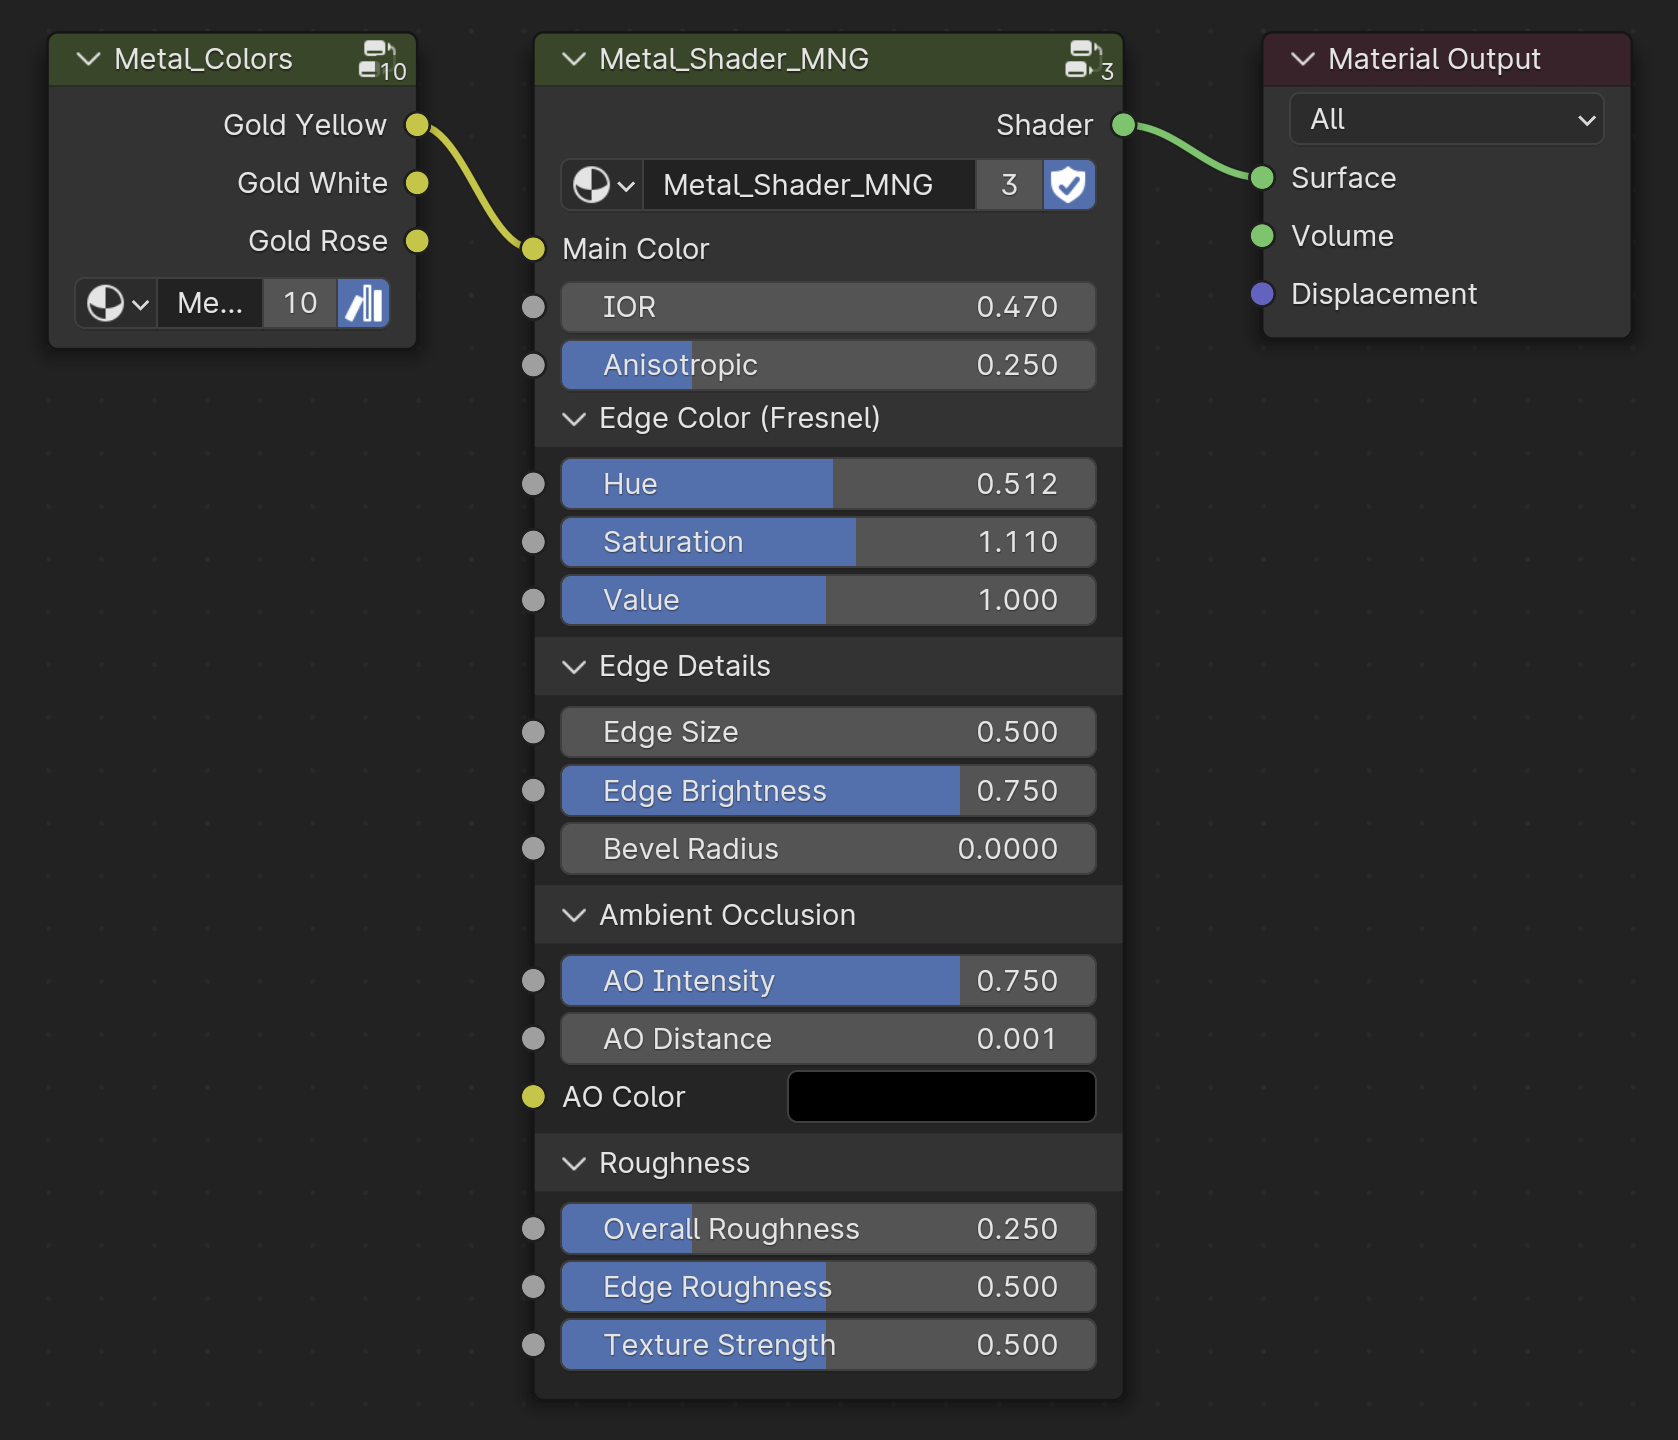 Metal_Colors
10
Gold Yellow
Gold White
Gold Rose
Me...
10
Metal_Shader_MNG
3
Shader
Metal_Shader_MNG
3
Main Color
IOR 0.470
Anisotropic 0.250
Edge Color (Fresnel)
Hue 0.512
Saturation 1.110
Value 1.000
Edge Details
Edge Size 0.500
Edge Brightness 0.750
Bevel Radius 0.0000
Ambient Occlusion
AO Intensity 0.750
AO Distance 0.001
AO Color
Roughness
Overall Roughness 0.250
Edge Roughness 0.500
Texture Strength 0.500
Material Output
All
Surface
Volume
Displacement